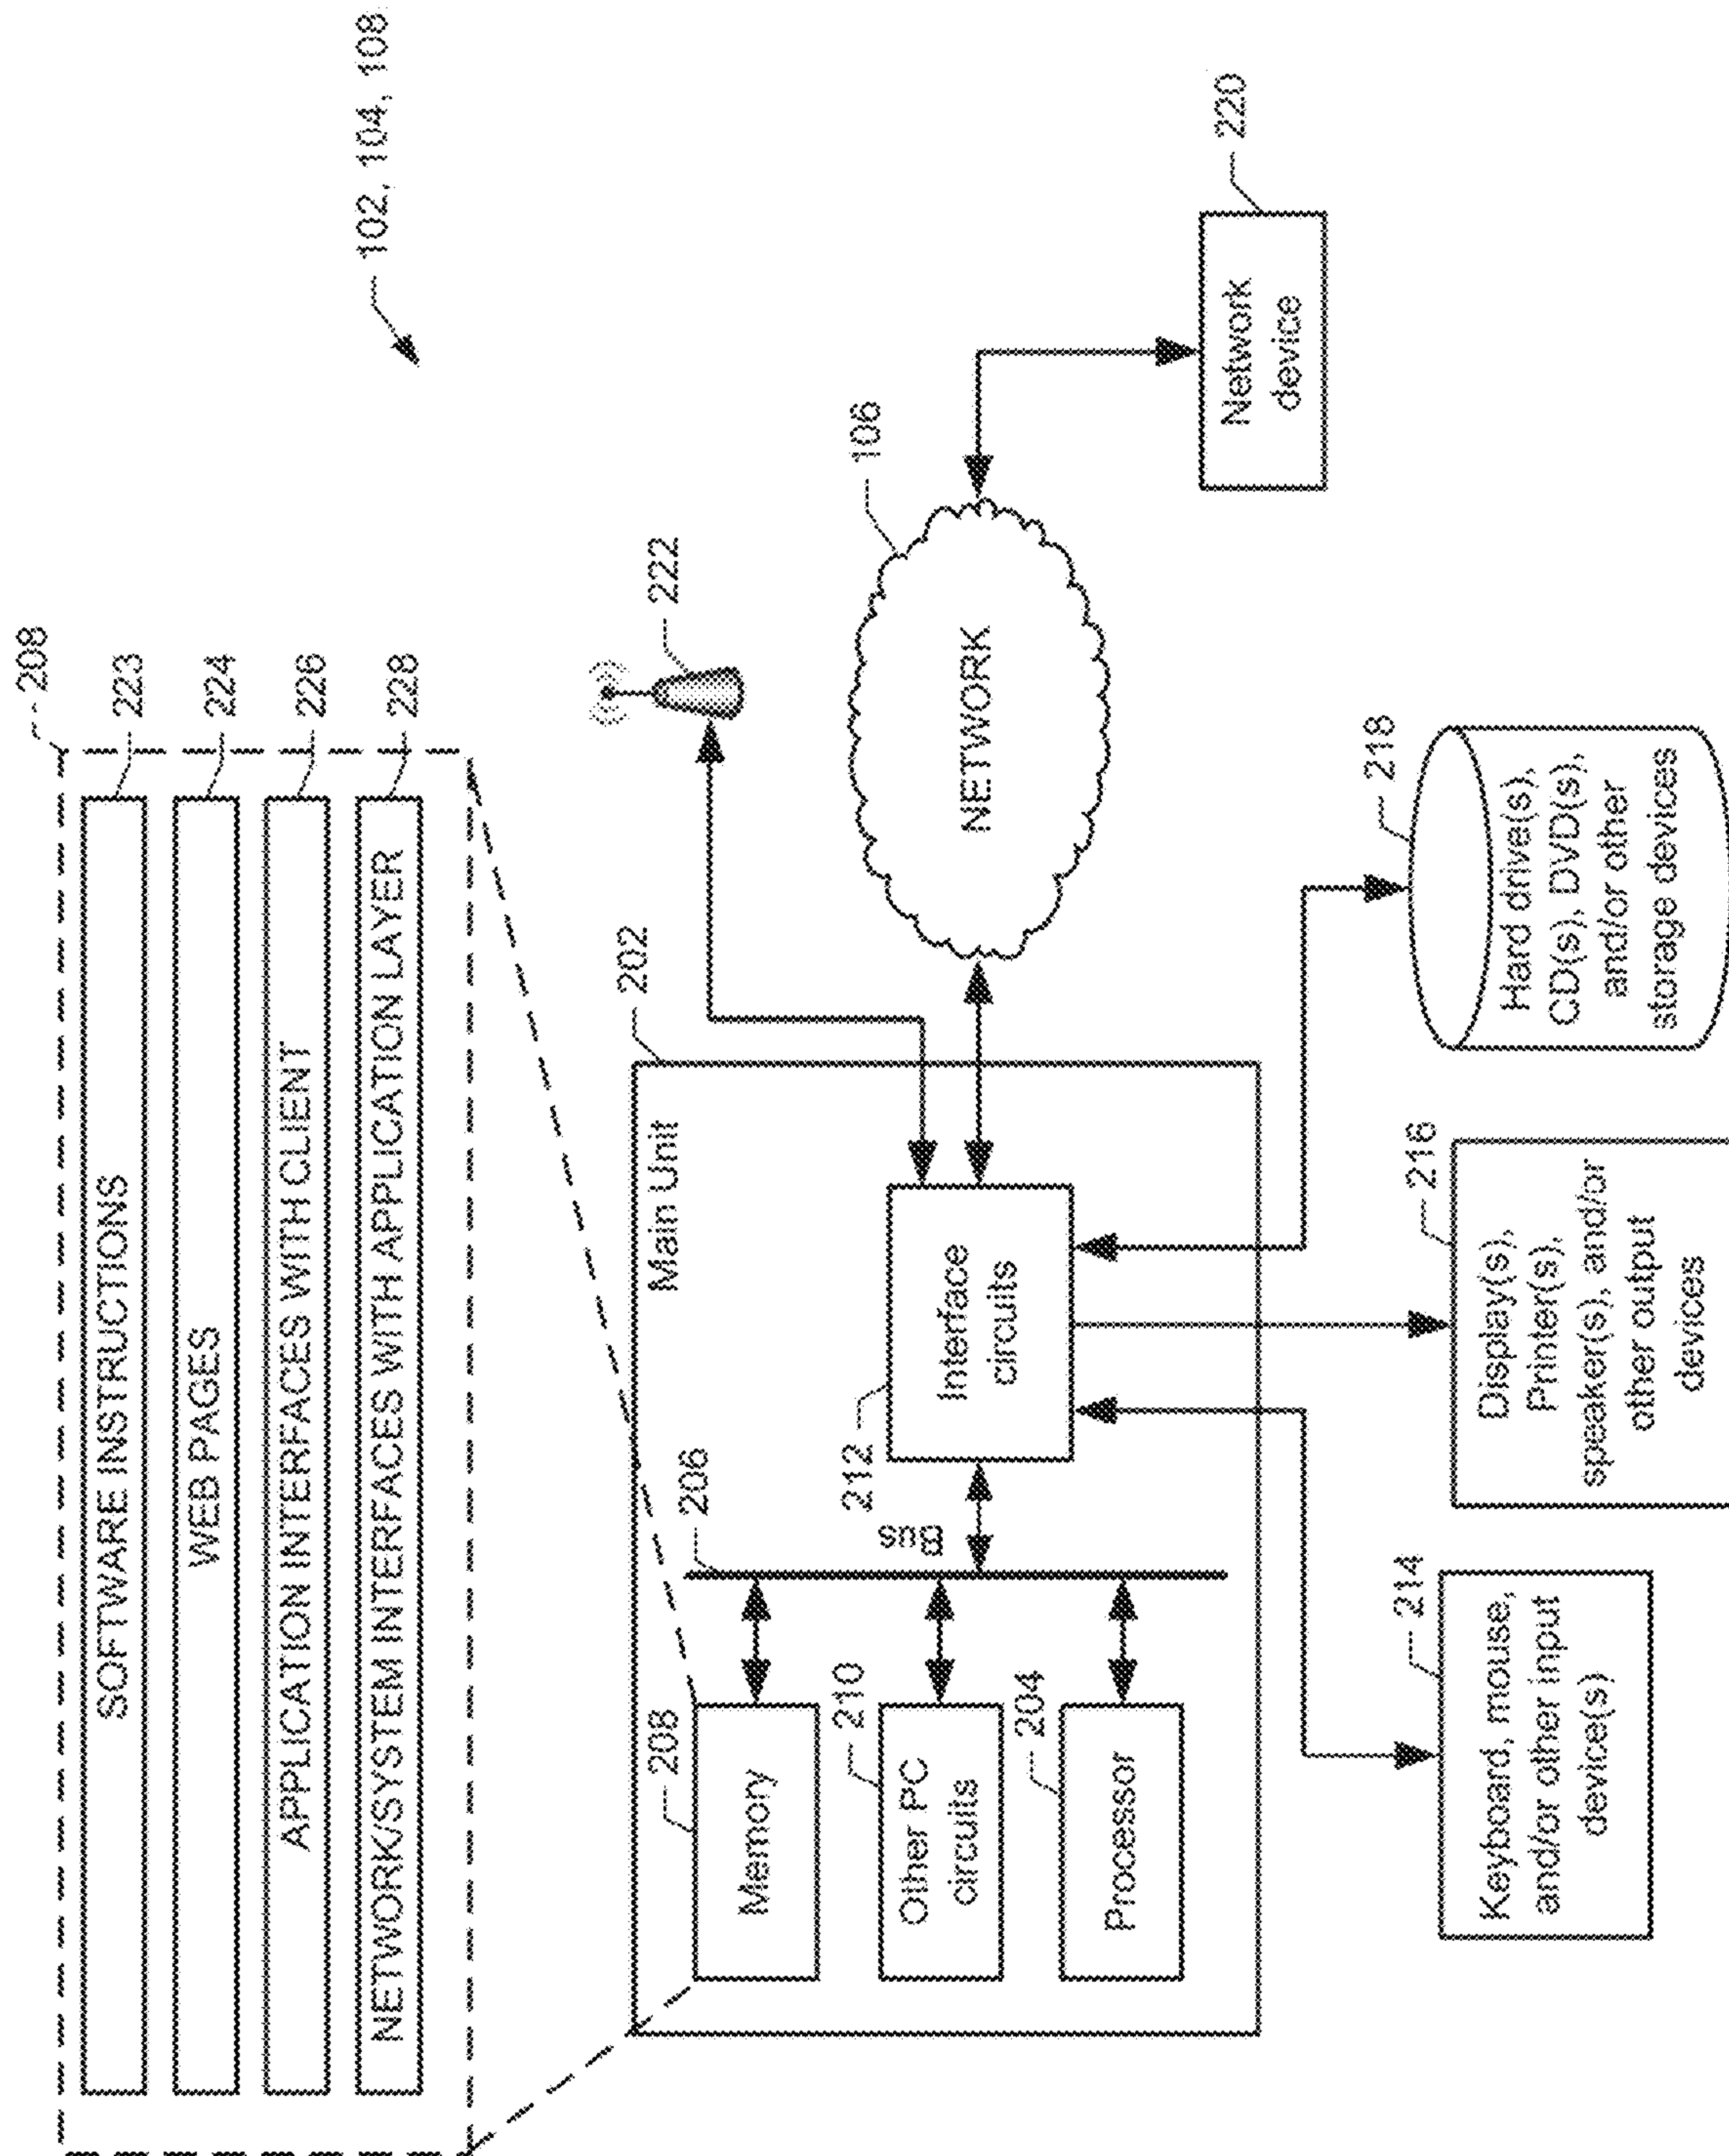 208
SOFTWARE INSTRUCTIONS
223
WEB PAGES
224
APPLICATION INTERFACES WITH CLIENT
226
NETWORK/SYSTEM INTERFACES WITH APPLICATION LAYER
228
102, 104, 108
202
Main Unit
222
208
Memory
206
Bus
210
Other PC
circuits
204
Processor
212
Interface
circuits
106
NETWORK
220
Network
device
214
Keyboard, mouse,
and/or other input
device(s)
216
Display(s),
Printer(s),
speaker(s), and/or
other output
devices
218
Hard drive(s),
CD(s), DVD(s),
and/or other
storage devices